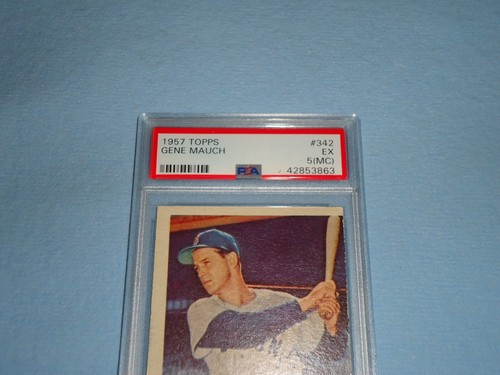 1957 TOPPS #342
GENE MAUCH EX
5(MC)
PSA 42853863